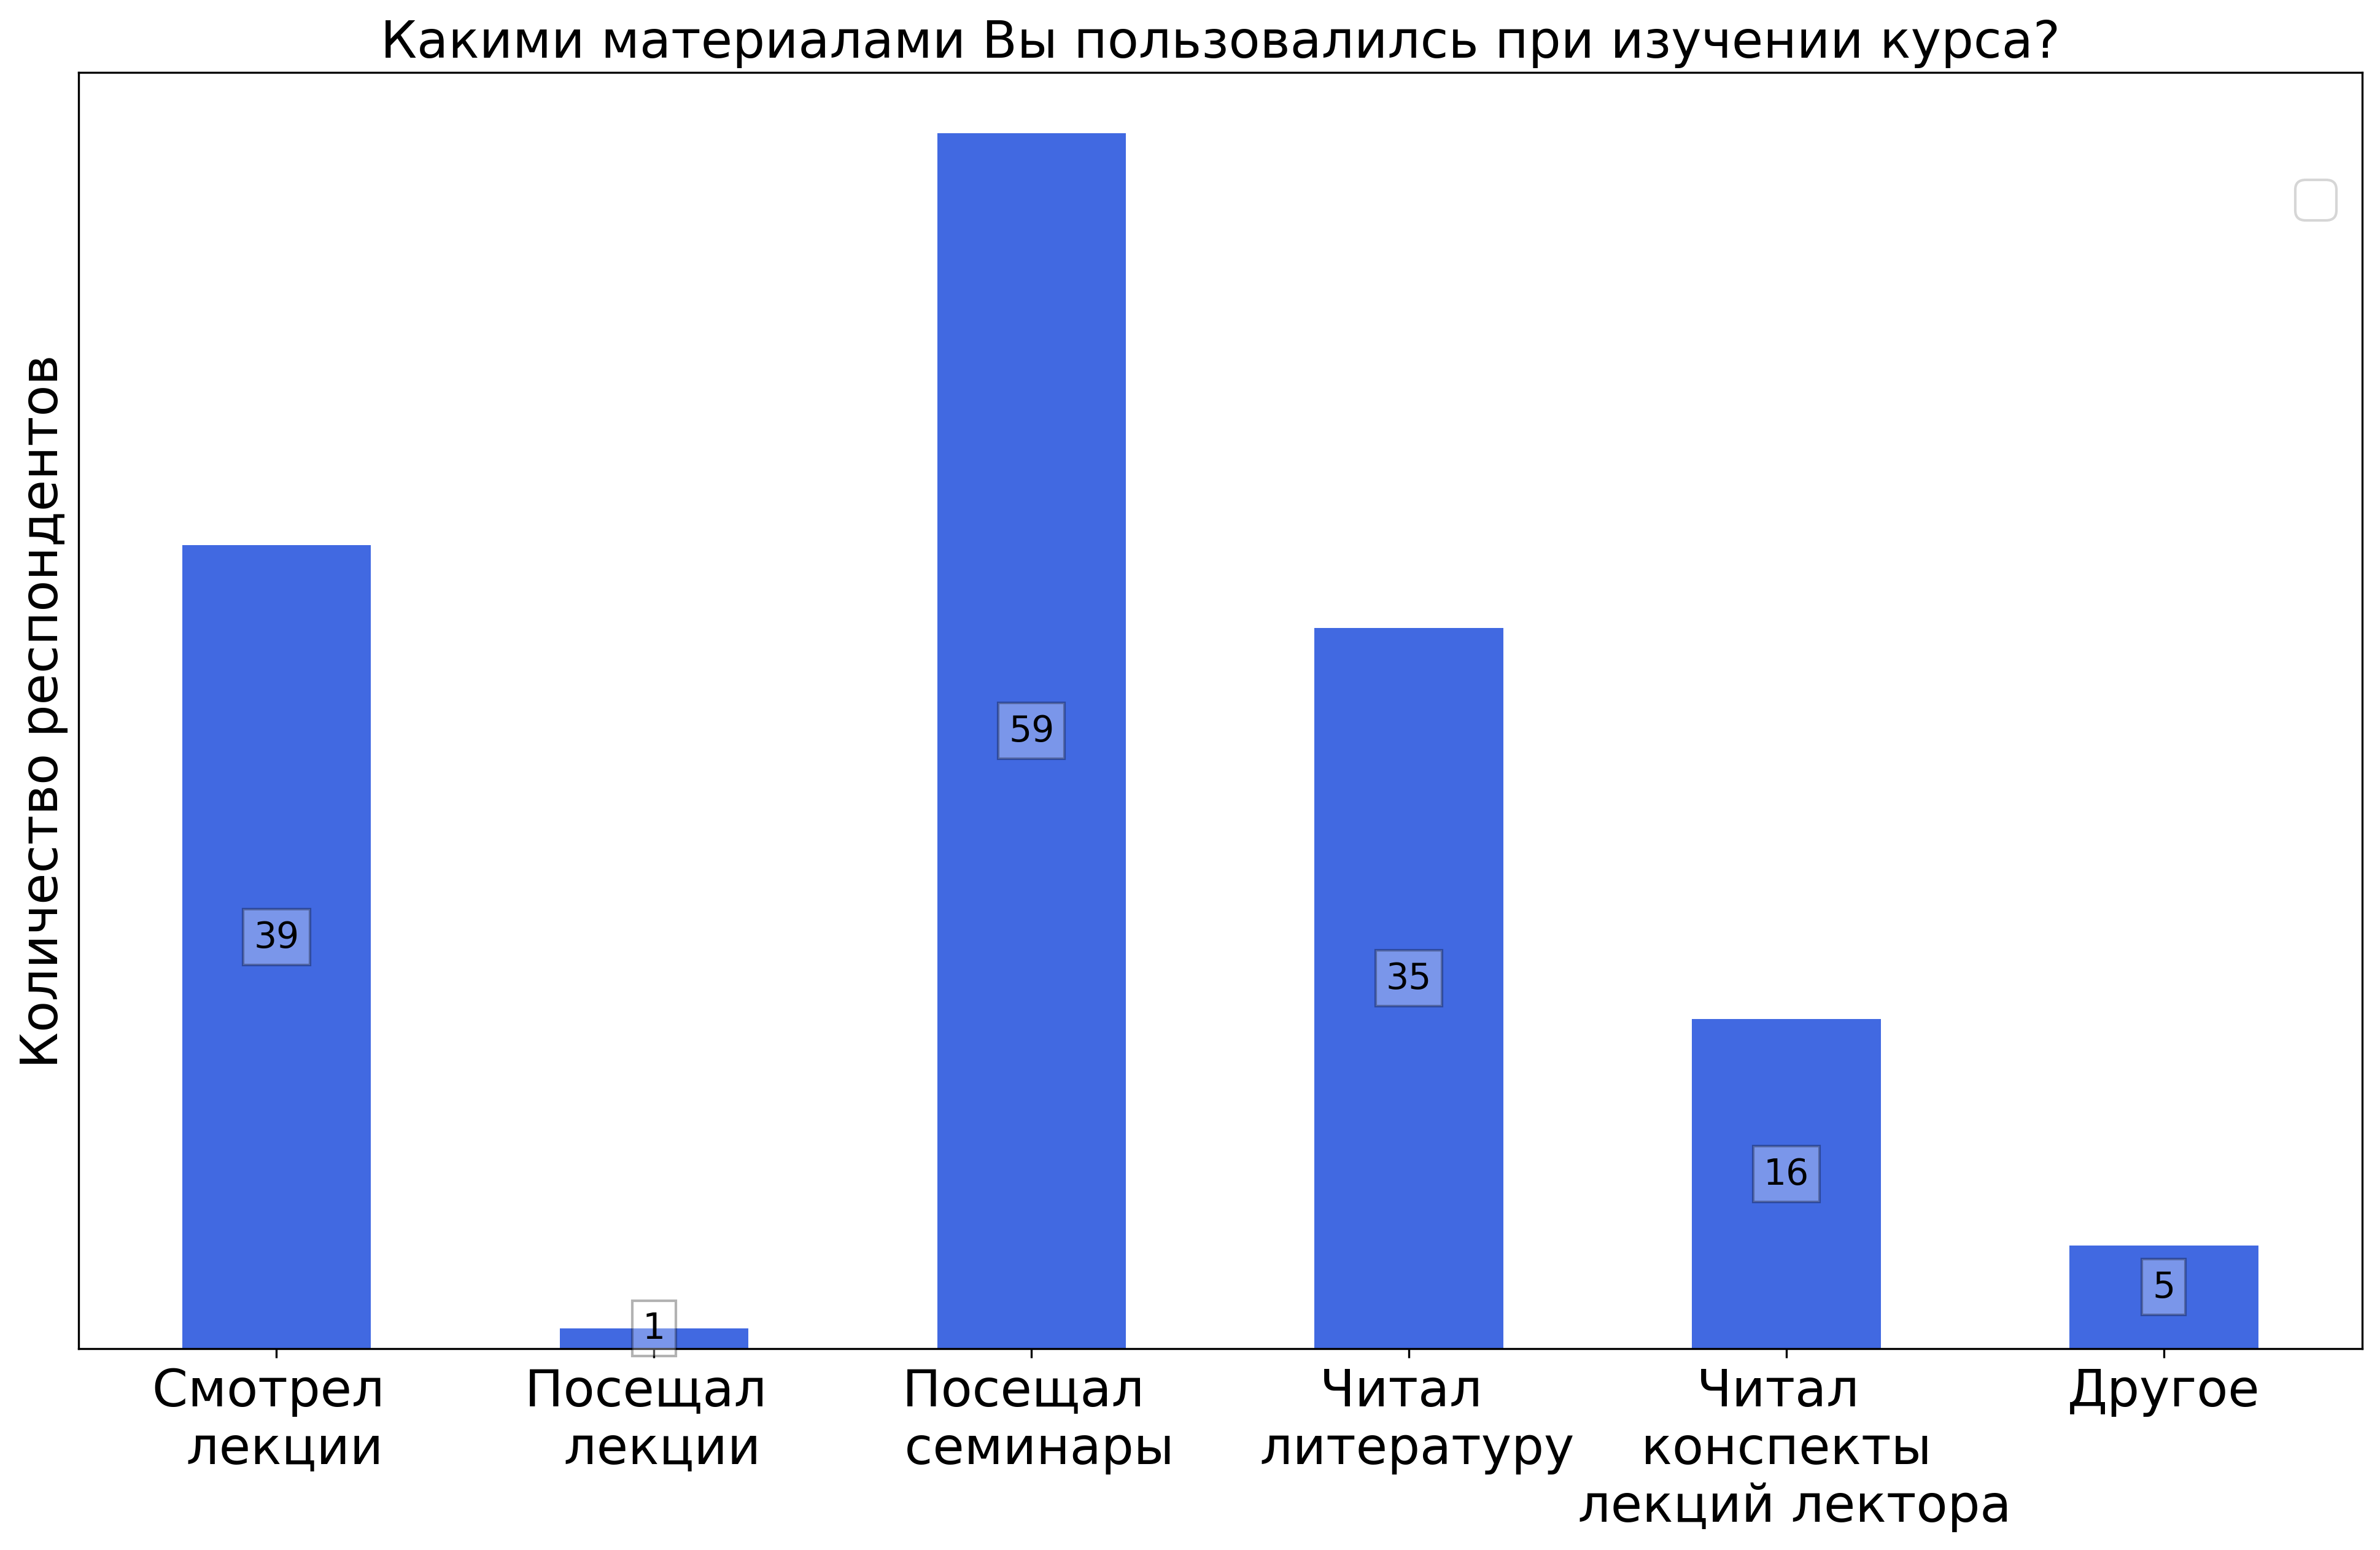 Какими материалами Вы пользовалилсь при изучении курса?
Количество респондентов
39
1
59
35
16
5
Смотрел
лекции
Посещал
лекции
Посещал
семинары
Читал
литературу
Читал
конспекты
лекций лектора
Другое